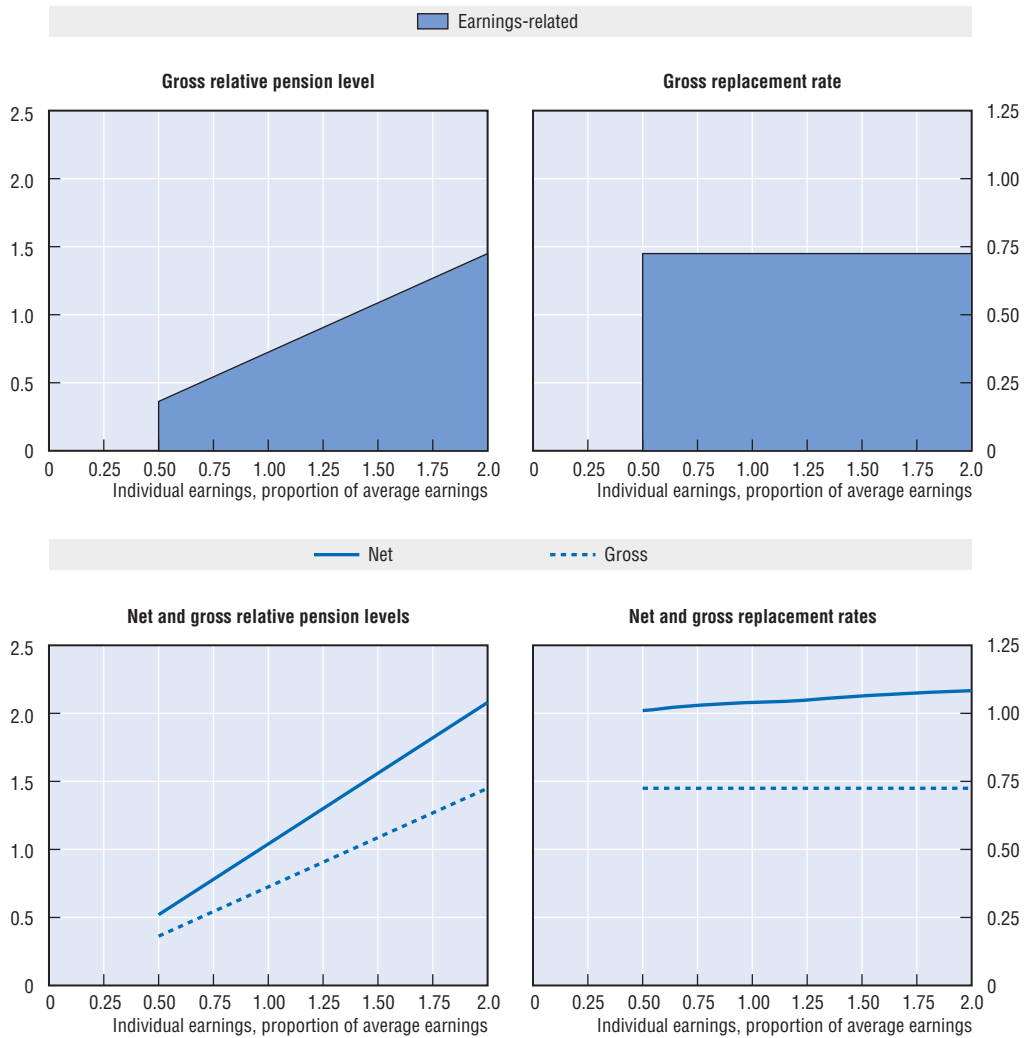 Earnings-related
Gross relative pension level
2.5
2.0
1.5
1.0
0.5
0
0 0.25 0.50 0.75 1.00 1.25 1.50 1.75 2.0
Individual earnings, proportion of average earnings
Gross replacement rate
1.25
1.00
0.75
0.50
0.25
0
0 0.25 0.50 0.75 1.00 1.25 1.50 1.75 2.0
Individual earnings, proportion of average earnings
Net Gross
Net and gross relative pension levels
2.5
2.0
1.5
1.0
0.5
0
0 0.25 0.50 0.75 1.00 1.25 1.50 1.75 2.0
Individual earnings, proportion of average earnings
Net and gross replacement rates
1.25
1.00
0.75
0.50
0.25
0
0 0.25 0.50 0.75 1.00 1.25 1.50 1.75 2.0
Individual earnings, proportion of average earnings